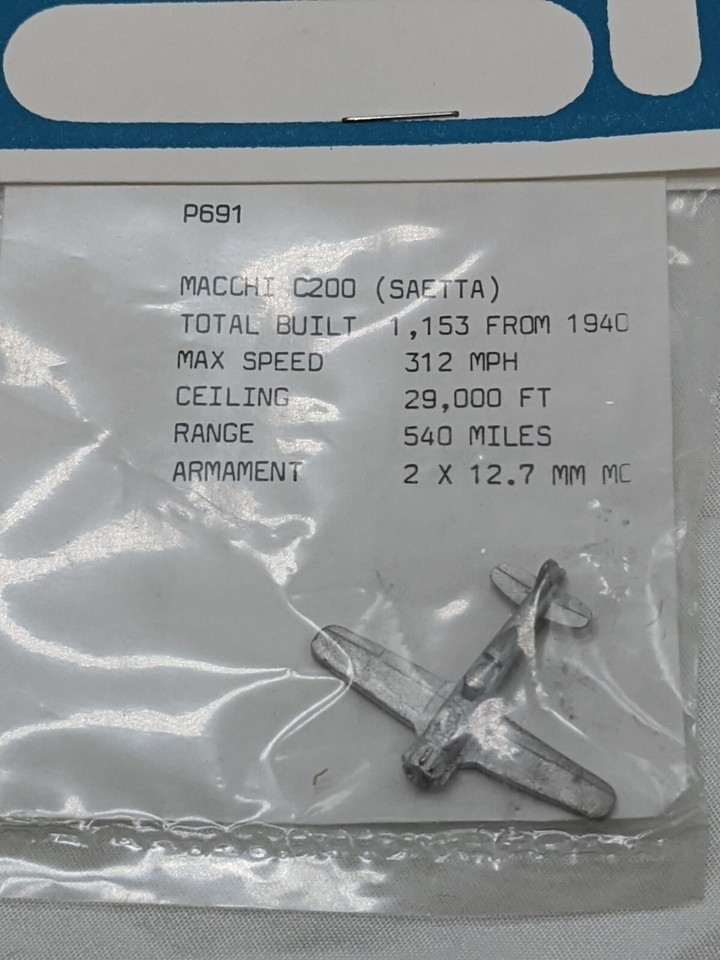 P691
MACCHI C200 (SAETTA)
TOTAL BUILT 1,153 FROM 1940
MAX SPEED 312 MPH
CEILING 29,000 FT
RANGE 540 MILES
ARMAMENT 2 X 12.7 MM MC